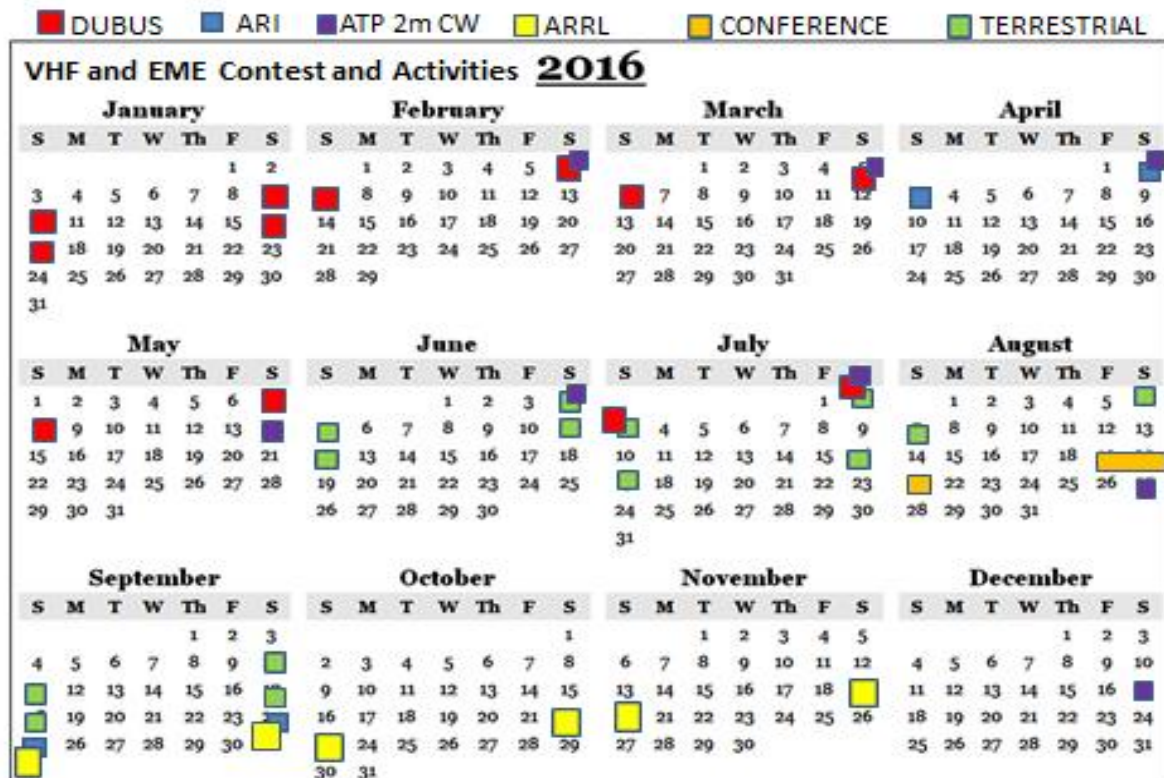 DUBUS ARI ATP 2m CW ARRL CONFERENCE TERRESTRIAL
VHF and EME Contest and Activities 2016
January February March April
S M T W Th F S S M T W Th F S S M T W Th F S S M T W Th F S
1 2 1 2 3 4 5 1 2 3 4 1
3 4 5 6 7 8 8 9 10 11 12 13 7 8 9 10 11 12 4 5 6 7 8 9
11 12 13 14 15 14 15 16 17 18 19 20 13 14 15 16 17 18 19 10 11 12 13 14 15 16
18 19 20 21 22 23 21 22 23 24 25 26 27 20 21 22 23 24 25 26 17 18 19 20 21 22 23
24 25 26 27 28 29 30 28 29 27 28 29 30 31 24 25 26 27 28 29 30
31
May June July August
S M T W Th F S S M T W Th F S S M T W Th F S S M T W Th F S
1 2 3 4 5 6 1 2 3 1 1 2 3 4 5
9 10 11 12 13 6 7 8 9 10 4 5 6 7 8 9 8 9 10 11 12 13
15 16 17 18 19 20 21 13 14 15 16 17 18 10 11 12 13 14 15 14 15 16 17 18
22 23 24 25 26 27 28 19 20 21 22 23 24 25 18 19 20 21 22 23 22 23 24 25 26
29 30 31 26 27 28 29 30 24 25 26 27 28 29 30 28 29 30 31
31
September October November December
S M T W Th F S S M T W Th F S S M T W Th F S S M T W Th F S
1 2 3 1 1 2 3 4 5 1 2 3
4 5 6 7 8 9 2 3 4 5 6 7 8 6 7 8 9 10 11 12 4 5 6 7 8 9 10
12 13 14 15 16 9 10 11 12 13 14 15 13 14 15 16 17 18 11 12 13 14 15 16
19 20 21 22 23 16 17 18 19 20 21 21 22 23 24 25 26 18 19 20 21 22 23 24
26 27 28 29 30 24 25 26 27 28 29 27 28 29 30 25 26 27 28 29 30 31
30 31